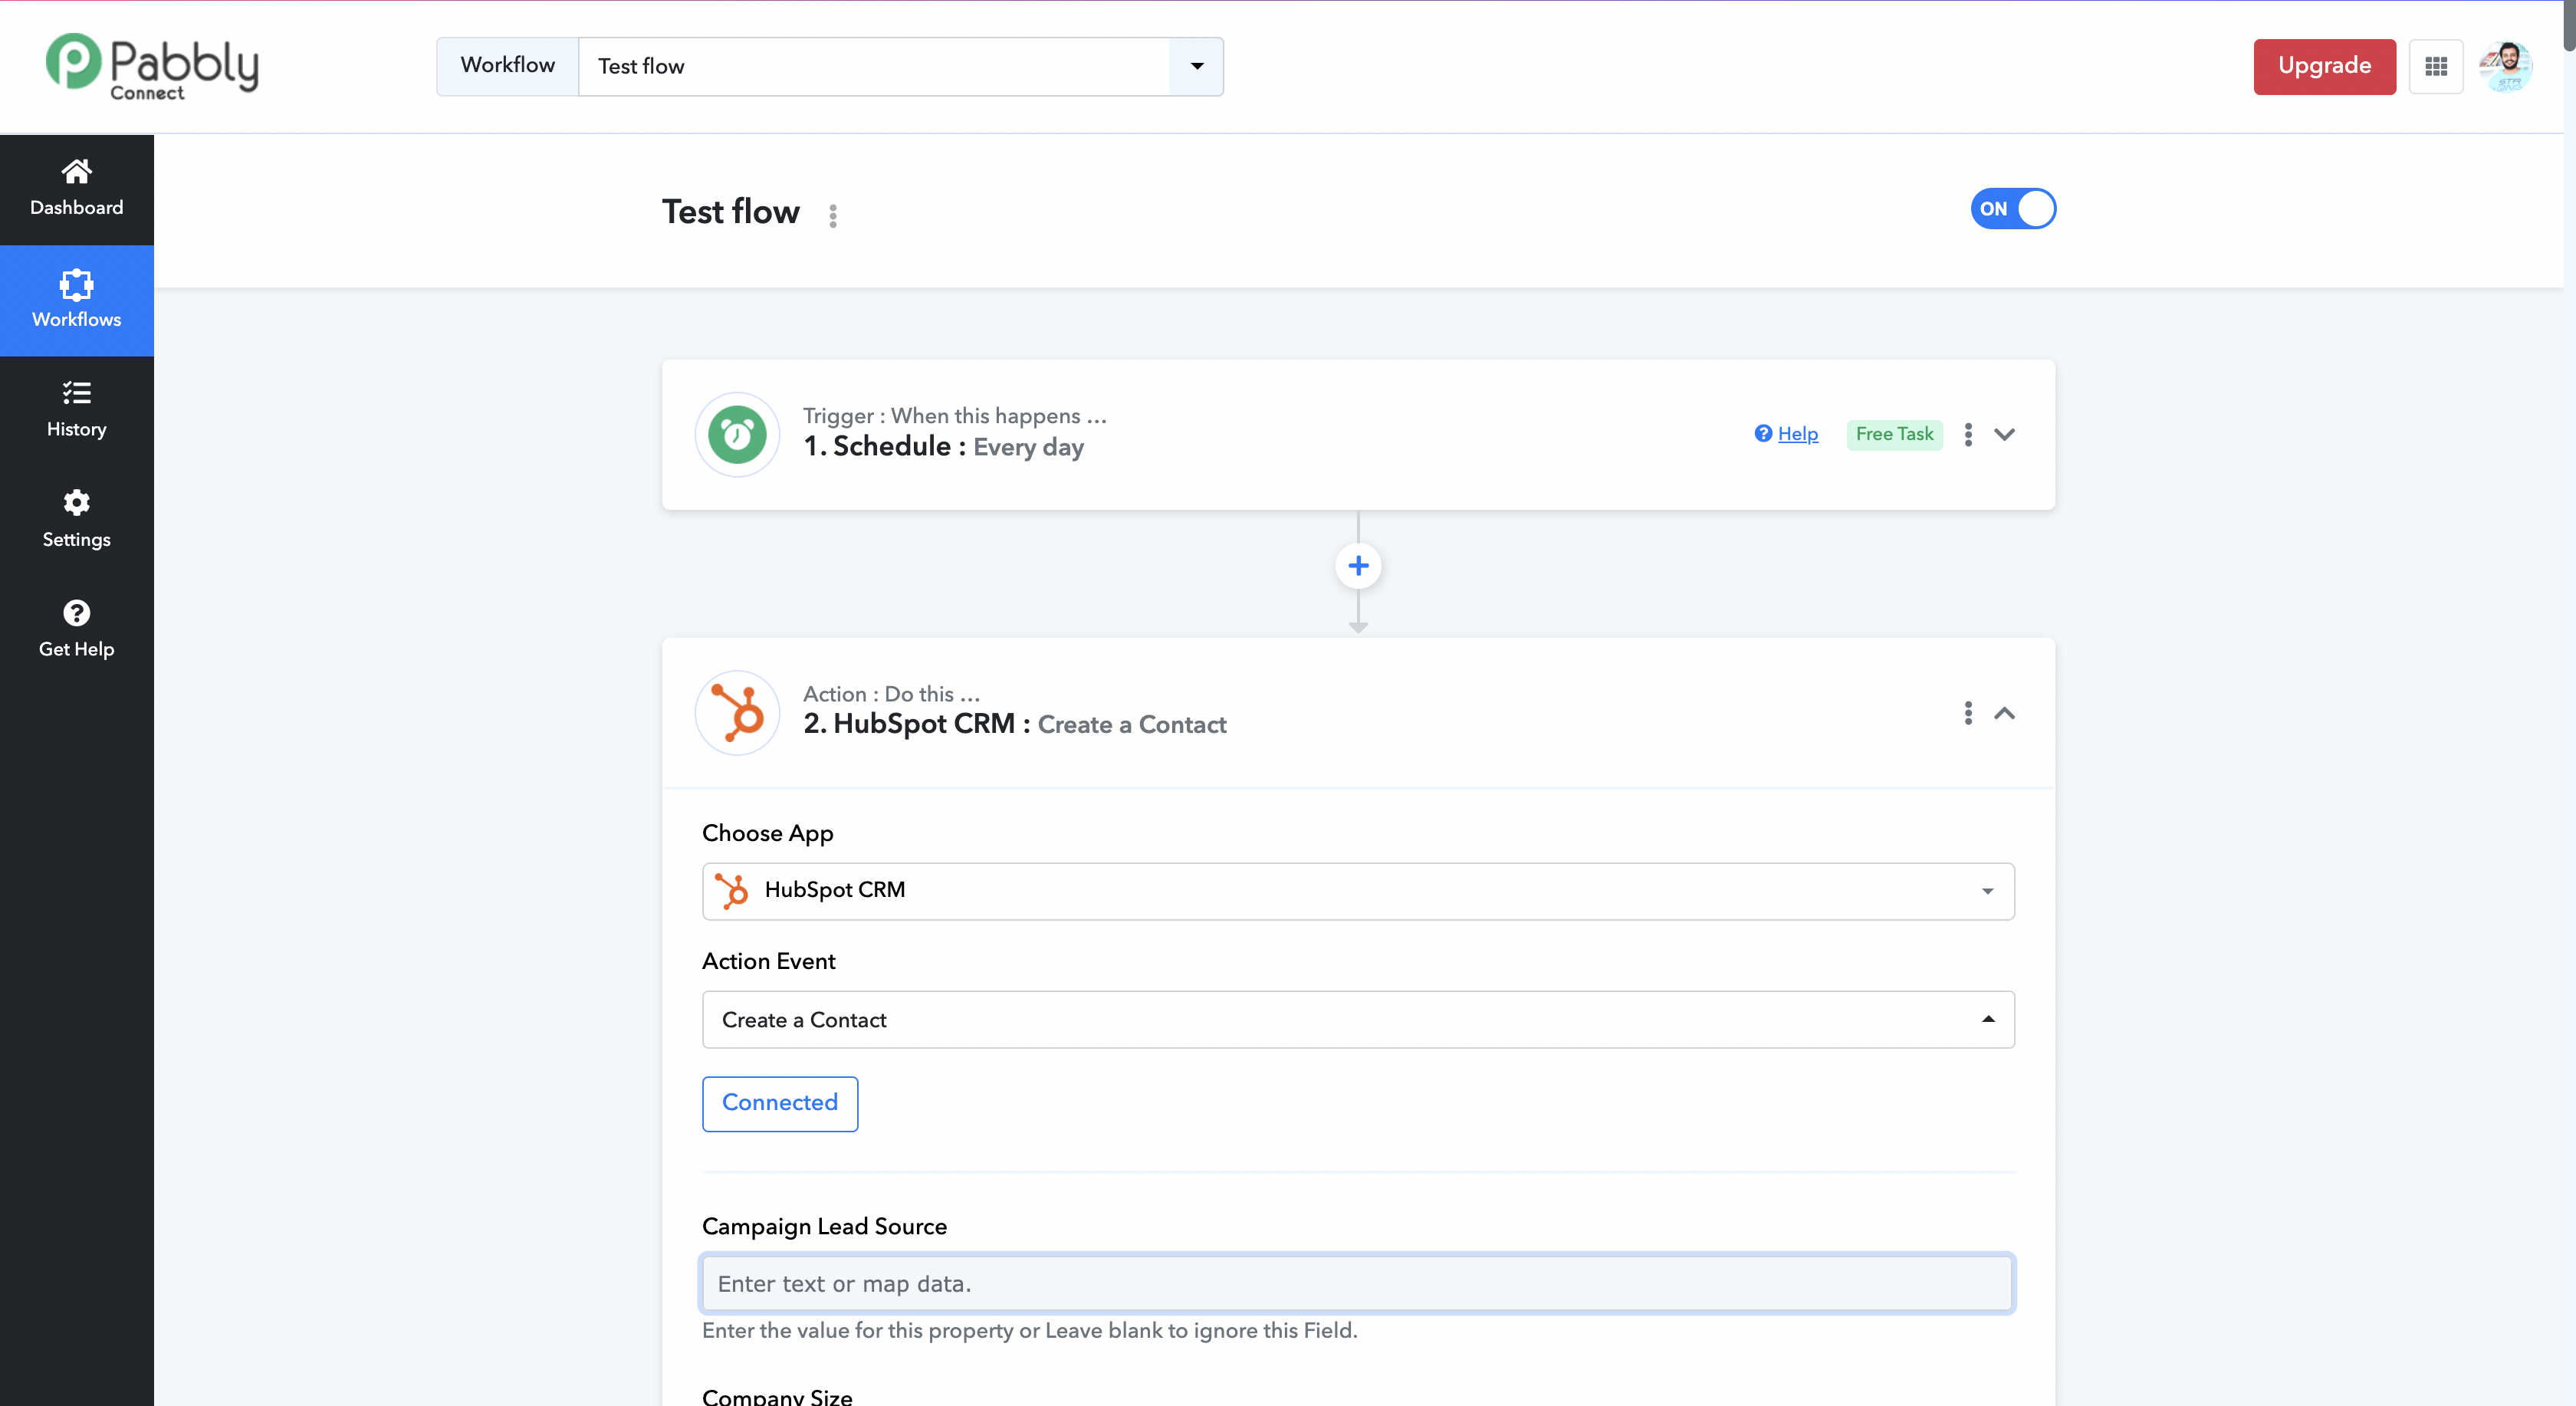 Pabbly
Connect
Workflow
Test flow
Upgrade
Dashboard
Workflows
History
Settings
Get Help
Test flow
ON
Trigger : When this happens ...
1. Schedule : Every day
Help
Free Task
Action : Do this ...
2. HubSpot CRM : Create a Contact
Choose App
HubSpot CRM
Action Event
Create a Contact
Connected
Campaign Lead Source
Enter text or map data.
Enter the value for this property or Leave blank to ignore this Field.
Company Size